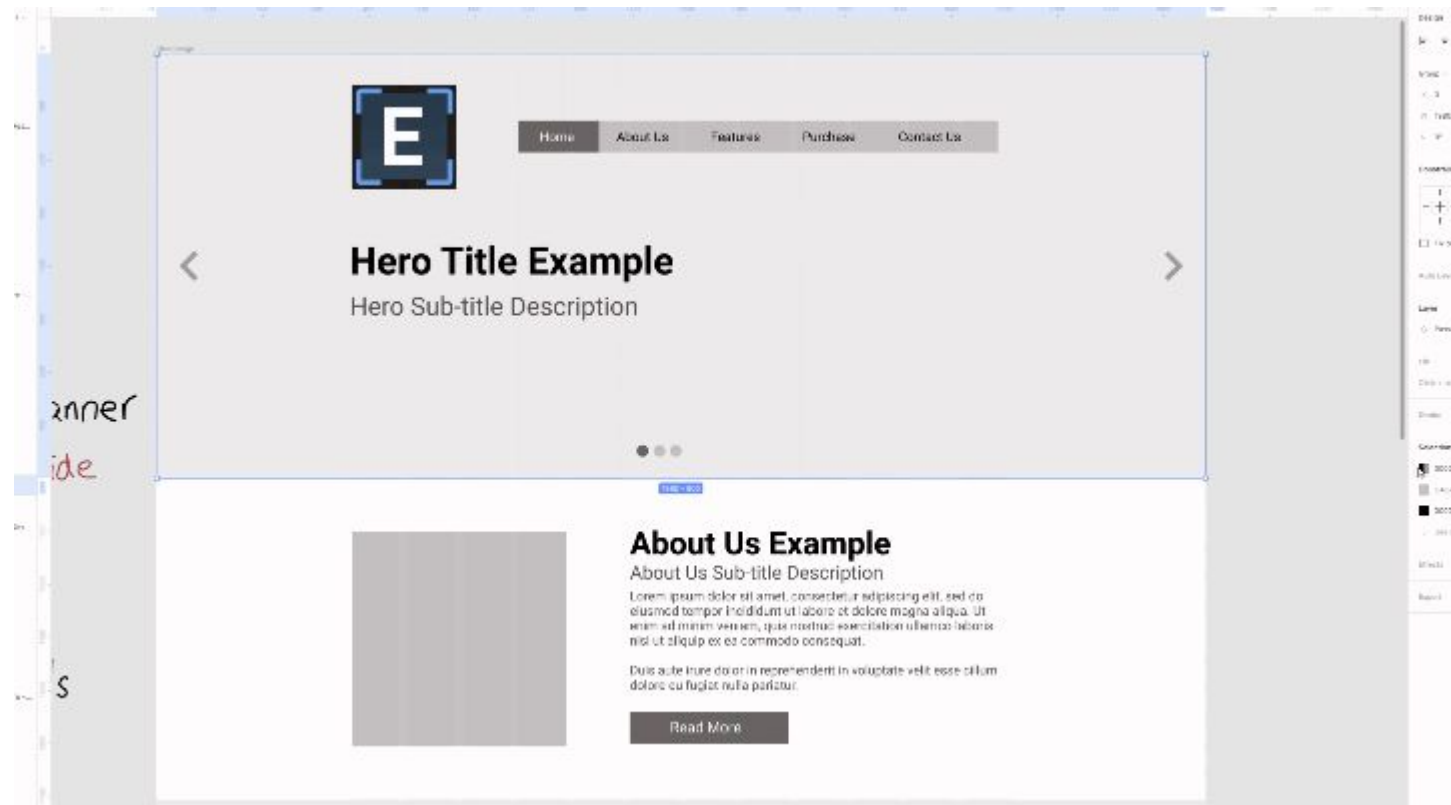 E
Home About Us Features Purchase Contact Us
Hero Title Example
Hero Sub-title Description
anner
ide
s
About Us Example
About Us Sub-title Description
Lorem ipsum dolor sit amet, consectetur adipiscing elit, sed do
eiusmod tempor incididunt ut labore et dolore magna aliqua. Ut
enim ad minim veniam, quis nostrud exercitation ullamco laboris
nisi ut aliquip ex ea commodo consequat.
Duis aute irure dolor in reprehenderit in voluptate velit esse cillum
dolore eu fugiat nulla pariatur.
Read More
Design
Group
Layer
Effects